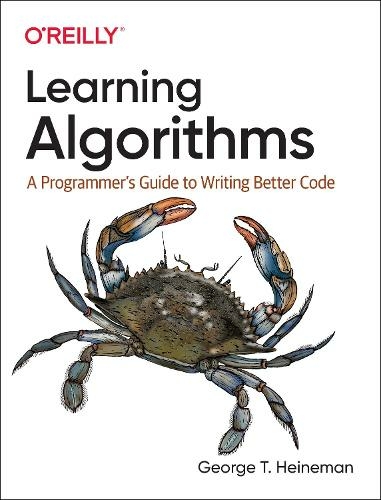 O'REILLY®
Learning
Algorithms
A Programmer's Guide to Writing Better Code
George T. Heineman